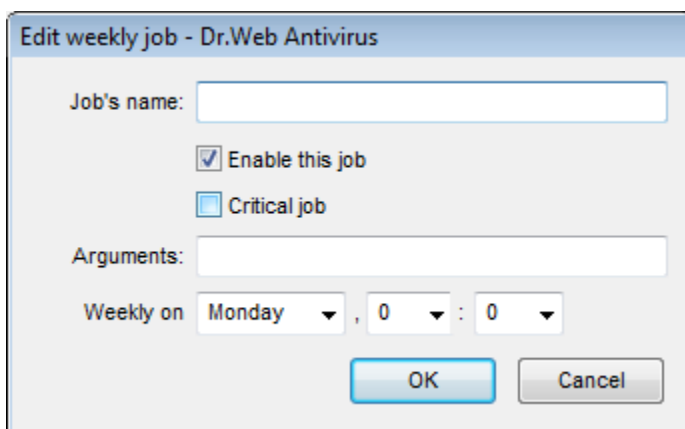 Edit weekly job - Dr.Web Antivirus
Job's name:
Enable this job
Critical job
Arguments:
Weekly on Monday , 0 : 0
OK Cancel